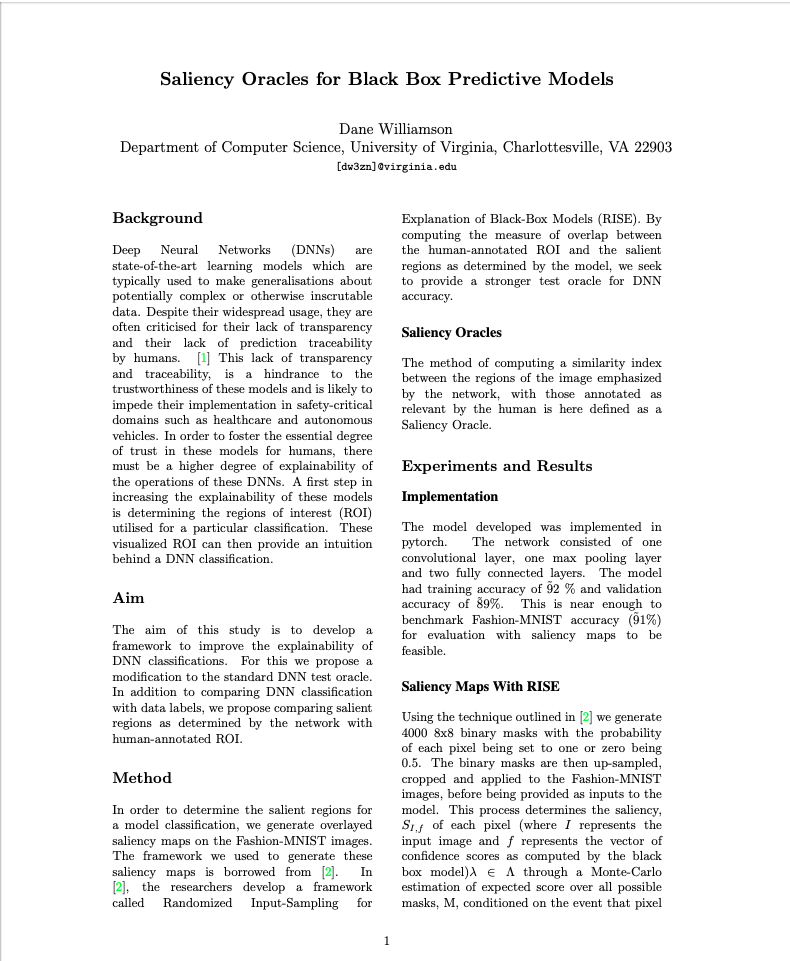 Saliency Oracles for Black Box Predictive Models
Dane Williamson
Department of Computer Science, University of Virginia, Charlottesville, VA 22903
[dw3zn]@virginia.edu
Background
Deep Neural Networks (DNNs) are
state-of-the-art learning models which are
typically used to make generalisations about
potentially complex or otherwise inscrutable
data. Despite their widespread usage, they are
often criticised for their lack of transparency
and their lack of prediction traceability
by humans. [1] This lack of transparency
and traceability, is a hindrance to the
trustworthiness of these models and is likely to
impede their implementation in safety-critical
domains such as healthcare and autonomous
vehicles. In order to foster the essential degree
of trust in these models for humans, there
must be a higher degree of explainability of
the operations of these DNNs. A first step in
increasing the explainability of these models
is determining the regions of interest (ROI)
utilised for a particular classification. These
visualized ROI can then provide an intuition
behind a DNN classification.
Aim
The aim of this study is to develop a
framework to improve the explainability of
DNN classifications. For this we propose a
modification to the standard DNN test oracle.
In addition to comparing DNN classification
with data labels, we propose comparing salient
regions as determined by the network with
human-annotated ROI.
Method
In order to determine the salient regions for
a model classification, we generate overlayed
saliency maps on the Fashion-MNIST images.
The framework we used to generate these
saliency maps is borrowed from [2]. In
[2], the researchers develop a framework
called Randomized Input-Sampling for
Explanation of Black-Box Models (RISE). By
computing the measure of overlap between
the human-annotated ROI and the salient
regions as determined by the model, we seek
to provide a stronger test oracle for DNN
accuracy.
Saliency Oracles
The method of computing a similarity index
between the regions of the image emphasized
by the network, with those annotated as
relevant by the human is here defined as a
Saliency Oracle.
Experiments and Results
Implementation
The model developed was implemented in
pytorch. The network consisted of one
convolutional layer, one max pooling layer
and two fully connected layers. The model
had training accuracy of 9̃2 % and validation
accuracy of 8̃9%. This is near enough to
benchmark Fashion-MNIST accuracy (9̃1%)
for evaluation with saliency maps to be
feasible.
Saliency Maps With RISE
Using the technique outlined in [2] we generate
4000 8x8 binary masks with the probability
of each pixel being set to one or zero being
0.5. The binary masks are then up-sampled,
cropped and applied to the Fashion-MNIST
images, before being provided as inputs to the
model. This process determines the saliency,
S_{I,f} of each pixel (where I represents the
input image and f represents the vector of
confidence scores as computed by the black
box model)λ ∈ Λ through a Monte-Carlo
estimation of expected score over all possible
masks, M, conditioned on the event that pixel
1